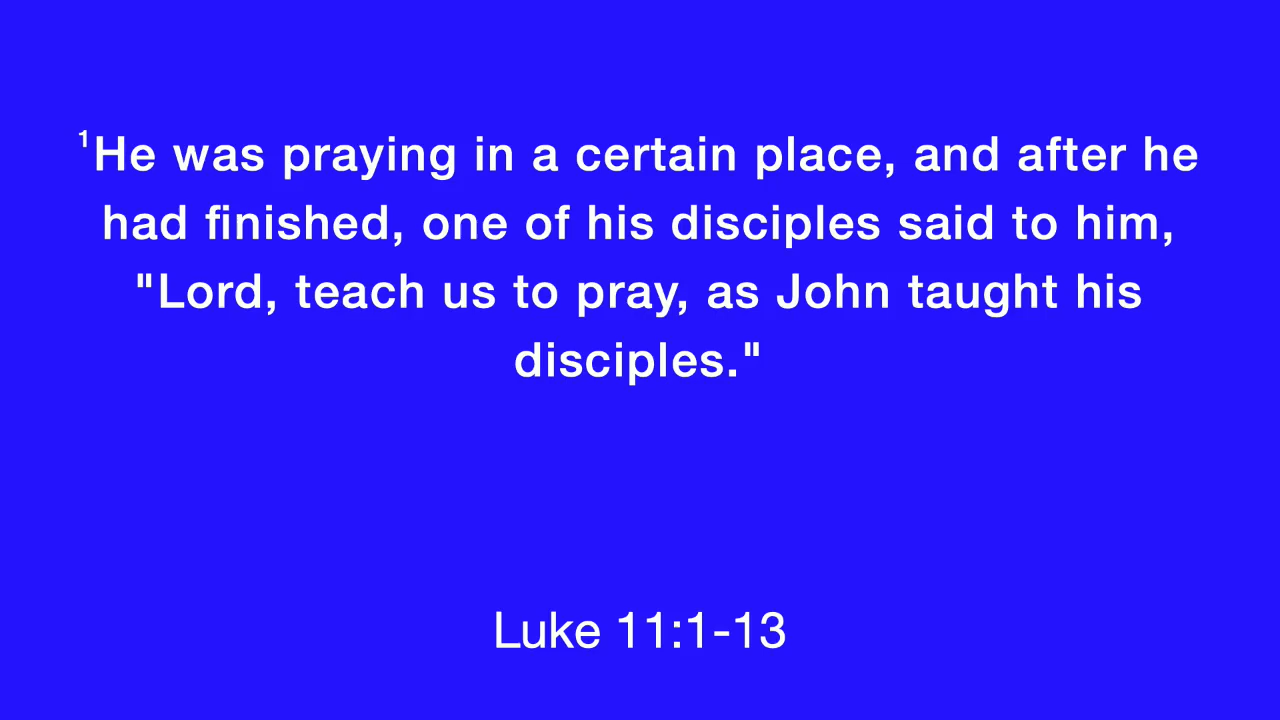 ¹He was praying in a certain place, and after he
had finished, one of his disciples said to him,
"Lord, teach us to pray, as John taught his
disciples."
Luke 11:1-13